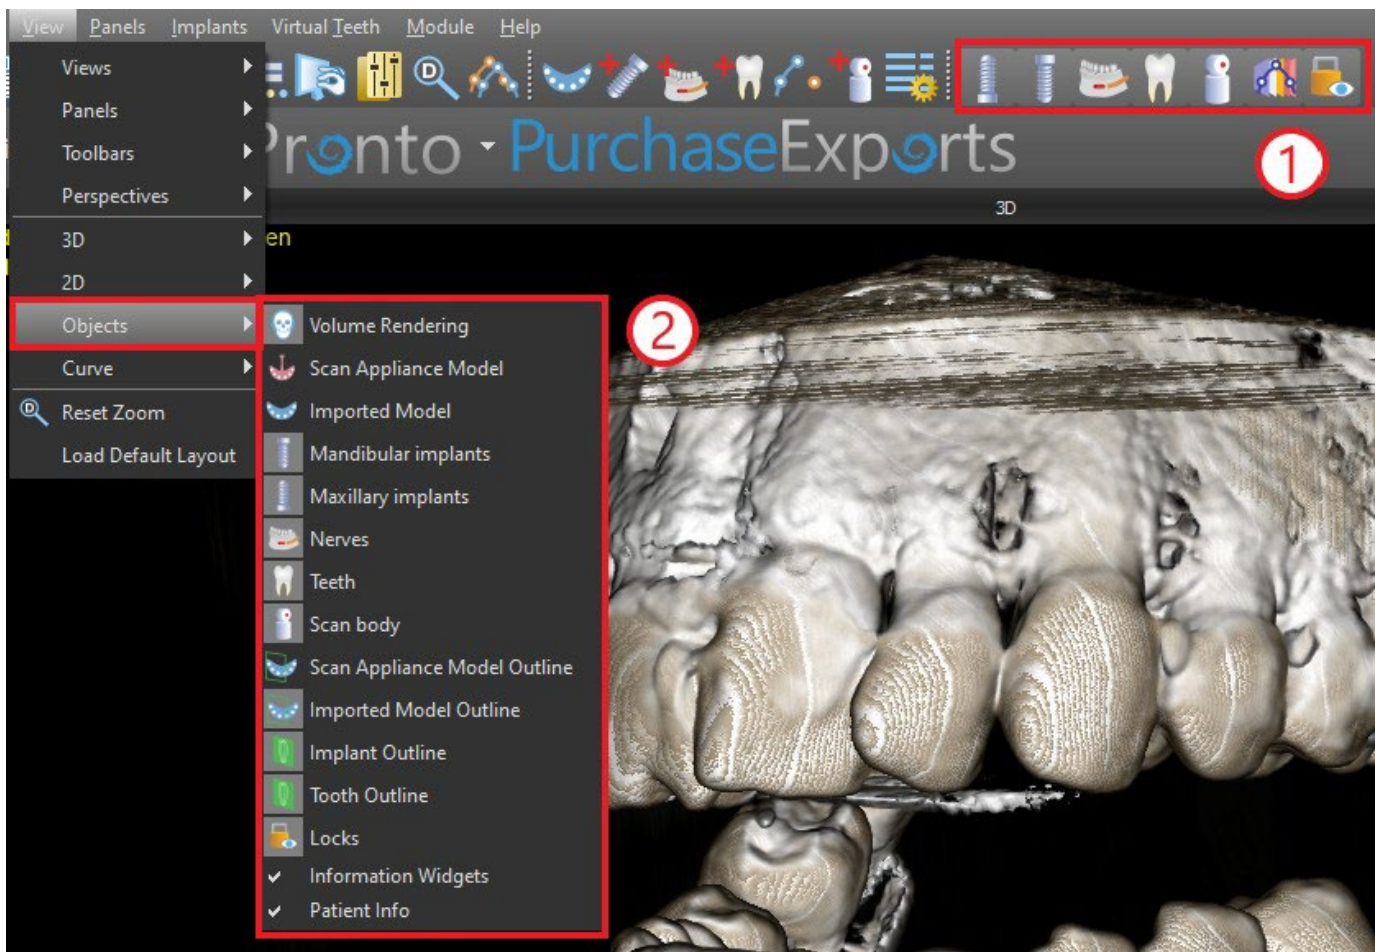 View Panels Implants Virtual Teeth Module Help
Views
Panels
Toolbars
Perspectives
3D
2D
Objects
Curve
Reset Zoom
Load Default Layout
Pronto PurchaseExports
1
3D
en
2
Volume Rendering
Scan Appliance Model
Imported Model
Mandibular implants
Maxillary implants
Nerves
Teeth
Scan body
Scan Appliance Model Outline
Imported Model Outline
Implant Outline
Tooth Outline
Locks
Information Widgets
Patient Info